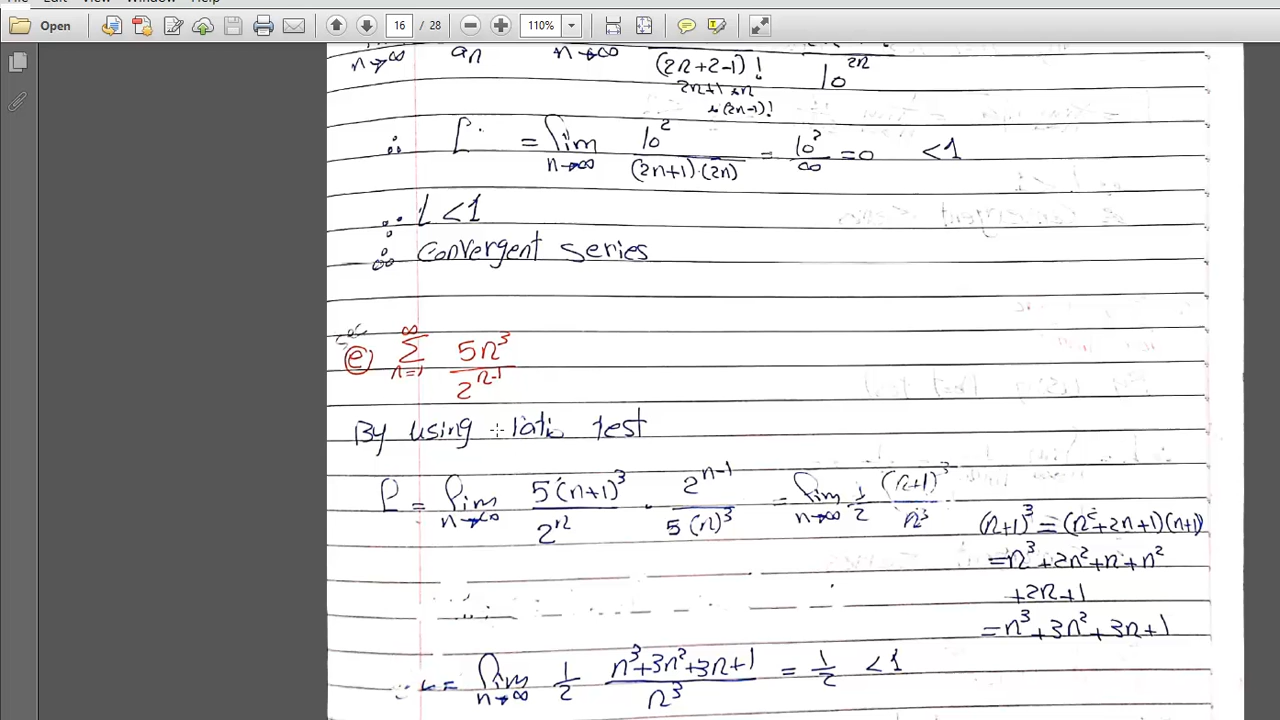 Open 16 / 28 110%
n→∞ an n→∞ (2n+2-1)! 10^2n
2n+1 * 2n
* (2n-1)!
∴ L = lim n→∞ 10^2 / (2n+1)·(2n) = 10^2 / ∞ = 0 < 1
∴ L < 1
∴ Convergent series
e) ∞ Σ n=1 5n^3 / 2^(n-1)
By using ratio test
L = lim n→∞ 5(n+1)^3 / 2^n · 2^(n-1) / 5(n)^3 = lim n→∞ 1/2 (n+1)^3 / n^3
(n+1)^3 = (n^2+2n+1)(n+1)
= n^3 + 2n^2 + n + n^2
+2n+1
= n^3 + 3n^2 + 3n + 1
L = lim n→∞ 1/2 n^3+3n^2+3n+1 / n^3 = 1/2 < 1